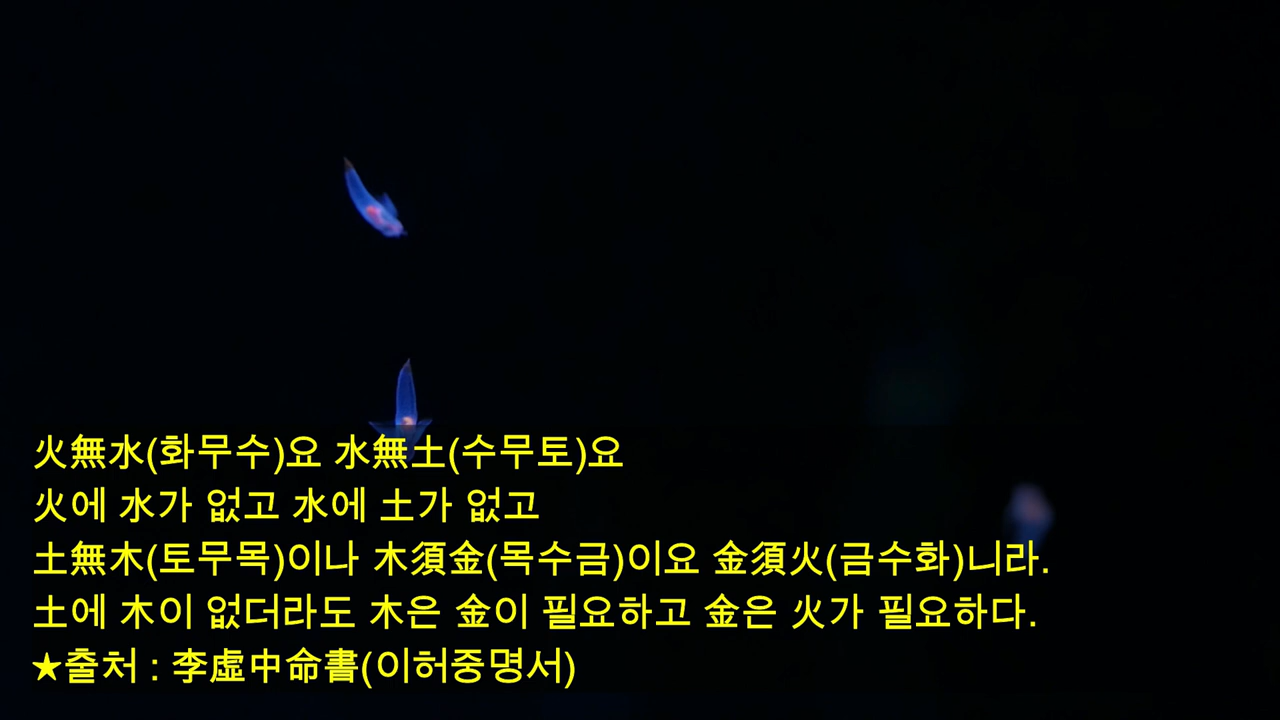 火無水(화무수)요 水無土(수무토)요
火에 水가 없고 水에 土가 없고
土無木(토무목)이나 木須金(목수금)이요 金須火(금수화)니라.
土에 木이 없더라도 木은 金이 필요하고 金은 火가 필요하다.
★출처 : 李虛中命書(이허중명서)